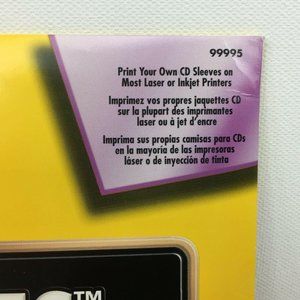 99995
Print Your Own CD Sleeves on
Most Laser or Inkjet Printers
Imprimez vos propres jaquettes CD
sur la plupart des imprimantes
laser ou à jet d'encre
Imprima sus propias camisas para CDs
en la mayoría de las impresoras
láser o de inyección de tinta
TM